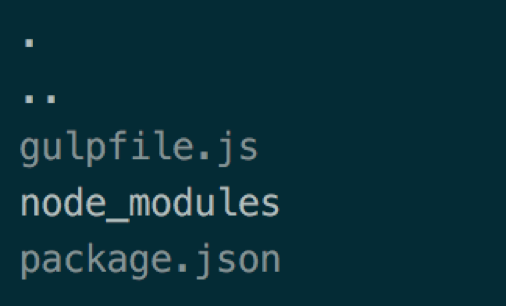 .
..
gulpfile.js
node_modules
package.json